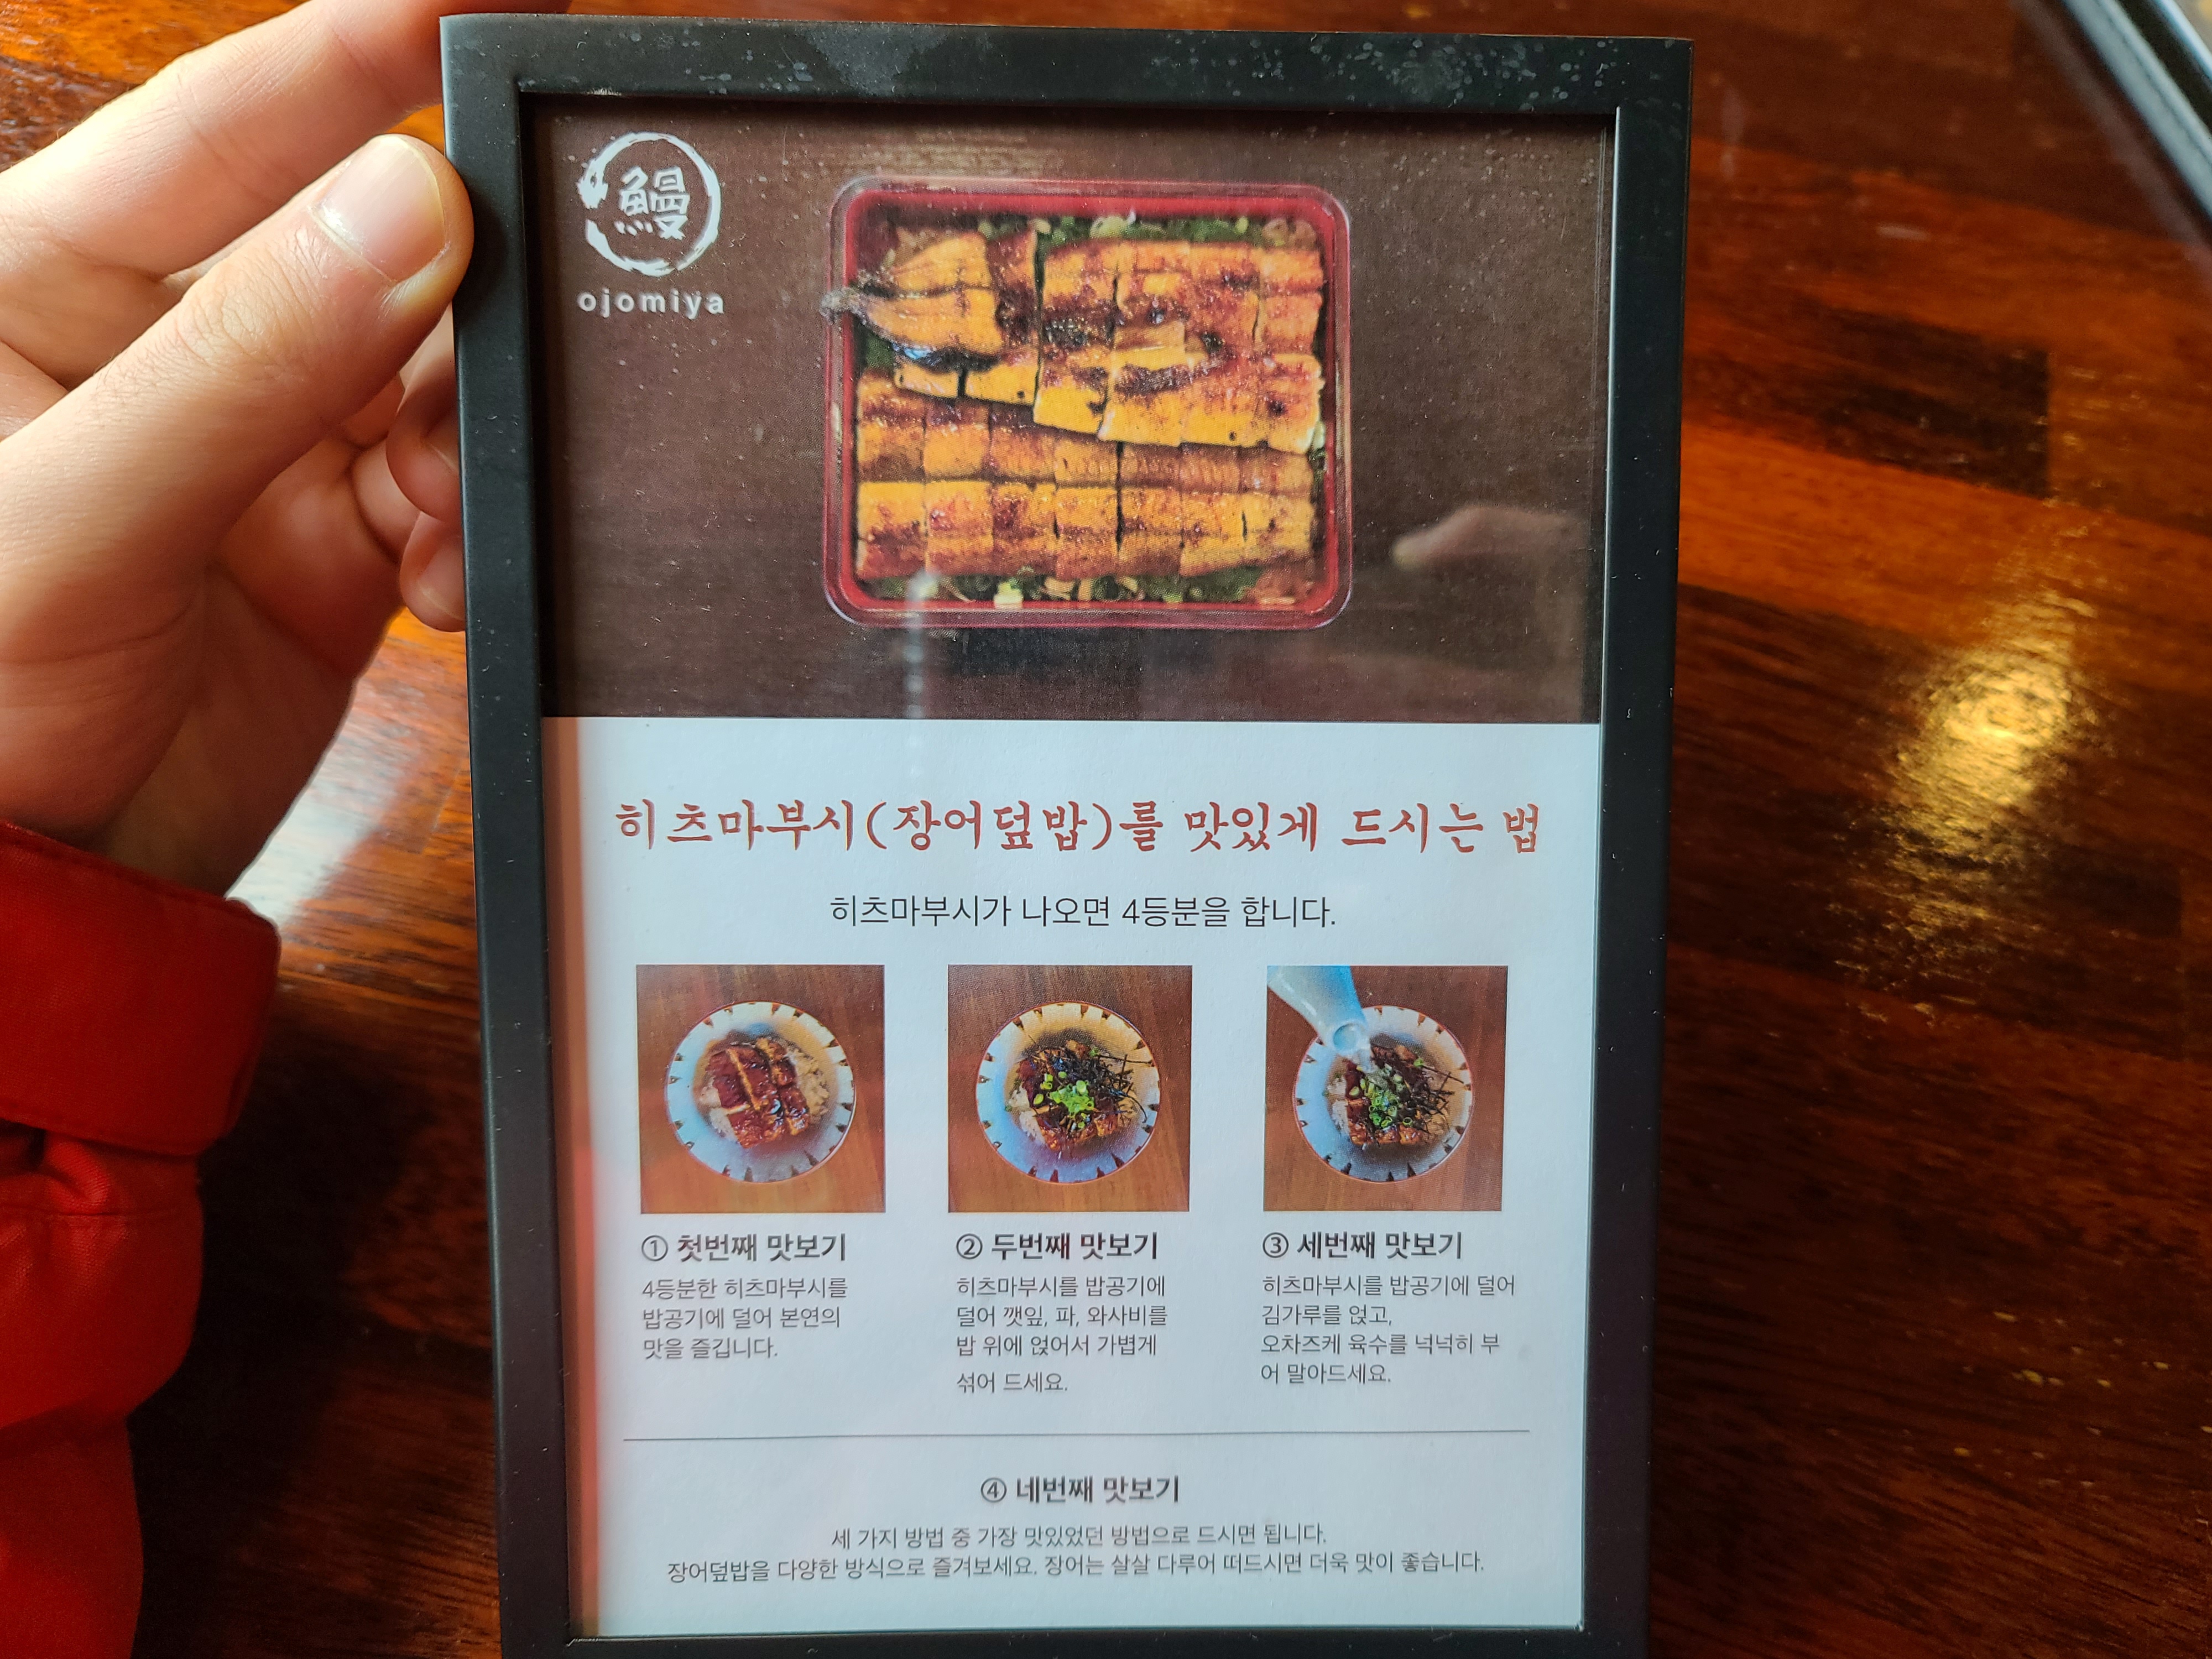 鰻
ojomiya
히츠마부시(장어덮밥)를 맛있게 드시는 법
히츠마부시가 나오면 4등분을 합니다.
① 첫번째 맛보기
4등분한 히츠마부시를
밥공기에 덜어 본연의
맛을 즐깁니다.
② 두번째 맛보기
히츠마부시를 밥공기에
덜어 깻잎, 파, 와사비를
밥 위에 얹어서 가볍게
섞어 드세요.
③ 세번째 맛보기
히츠마부시를 밥공기에 덜어
김가루를 얹고,
오차즈케 육수를 넉넉히 부
어 말아드세요.
④ 네번째 맛보기
세 가지 방법 중 가장 맛있었던 방법으로 드시면 됩니다.
장어덮밥을 다양한 방식으로 즐겨보세요. 장어는 살살 다루어 떠드시면 더욱 맛이 좋습니다.